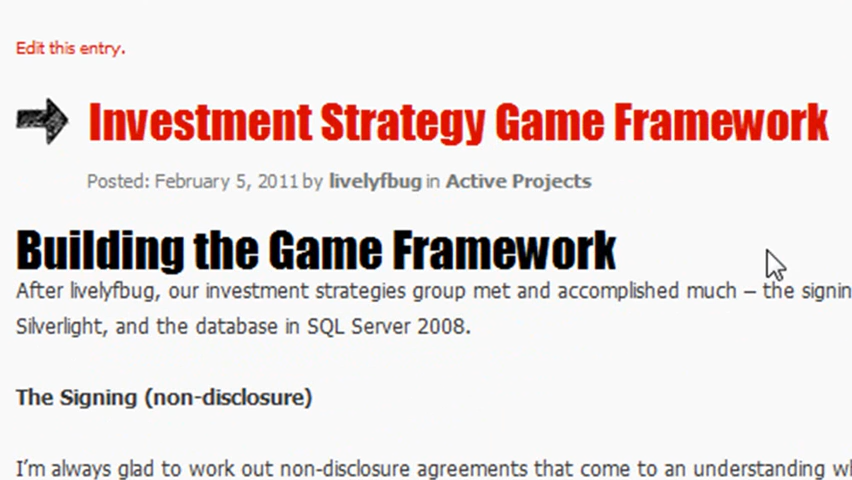 Edit this entry.
Investment Strategy Game Framework
Posted: February 5, 2011 by livelyfbug in Active Projects
Building the Game Framework
After livelyfbug, our investment strategies group met and accomplished much – the
Silverlight, and the database in SQL Server 2008.
The Signing (non-disclosure)
I’m always glad to work out non-disclosure agreements that come to an understanding